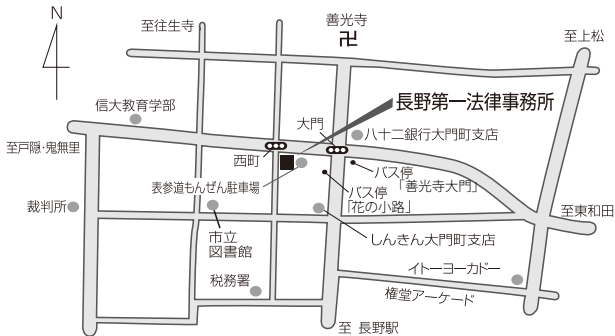 N
善光寺
卍
至往生寺
至上松
長野第一法律事務所
信大教育学部
大門
八十二銀行大門町支店
至戸隠・鬼無里
西町
バス停
「善光寺大門」
表参道もんぜん駐車場
バス停
「花の小路」
裁判所
至東和田
市立
図書館
しんきん大門町支店
イトーヨーカドー
税務署
権堂アーケード
至 長野駅